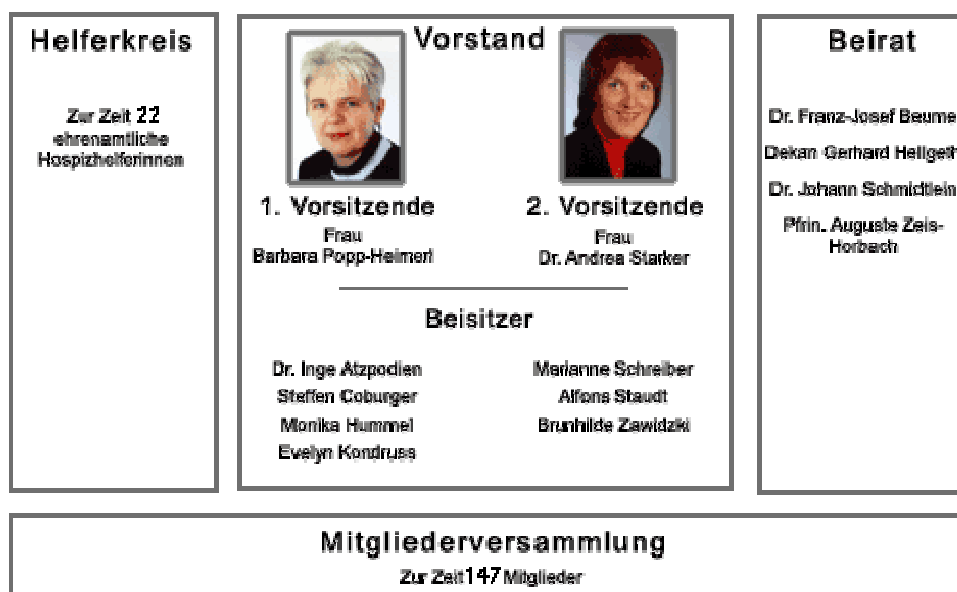 Helferkreis
Zur Zeit 22
ehrenamtliche
Hospizhelferinnen
Vorstand
1. Vorsitzende
Frau
Barbara Popp-Heimerl
2. Vorsitzende
Frau
Dr. Andrea Starker
Beisitzer
Dr. Inge Atzpodien
Steffen Coburger
Monika Hummel
Evelyn Kondruss
Marianne Schreiber
Alfons Staudt
Brunhilde Zawidzki
Beirat
Dr. Franz-Josef
Dekan Gerhard
Dr. Johann Schmidtlein
Pfrin. Auguste Zeis-
Horbach
Mitgliederversammlung
Zur Zeit 147 Mitglieder